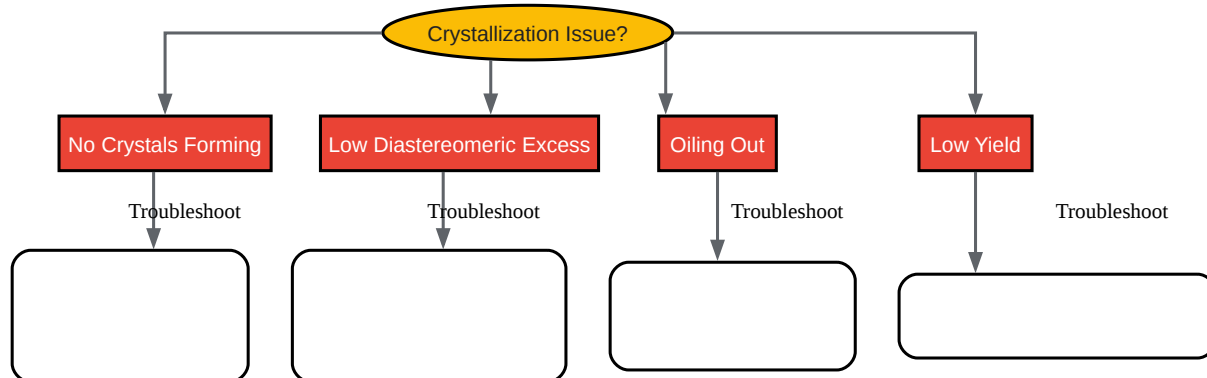 Crystallization Issue?
No Crystals Forming
Low Diastereomeric Excess
Oiling Out
Low Yield
Troubleshoot
Troubleshoot
Troubleshoot
Troubleshoot